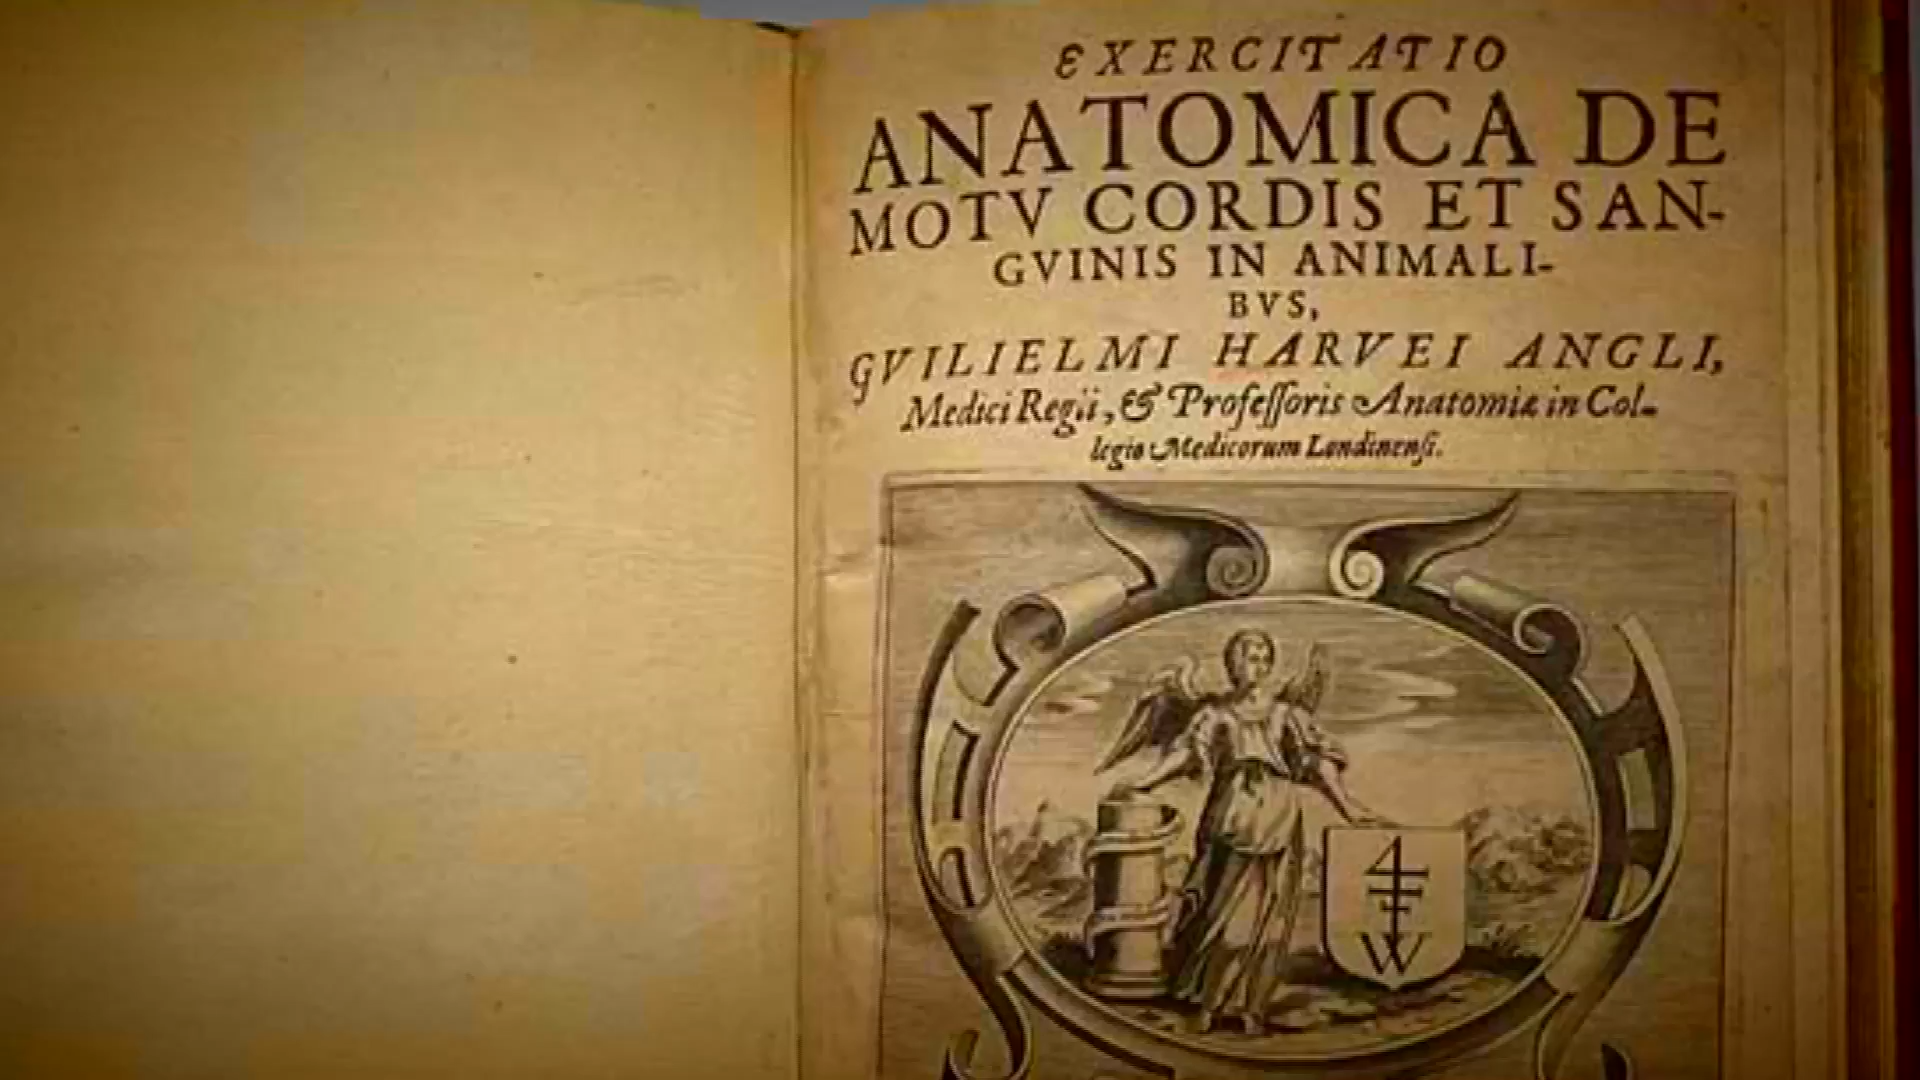 EXERCITATIO
ANATOMICA DE
MOTV CORDIS ET SAN-
GVINIS IN ANIMALI-
BVS,
GVILIELMI HARVEI ANGLI,
Medici Regii, & Professoris Anatomiæ in Col-
legio Medicorum Londinensi.
4
W